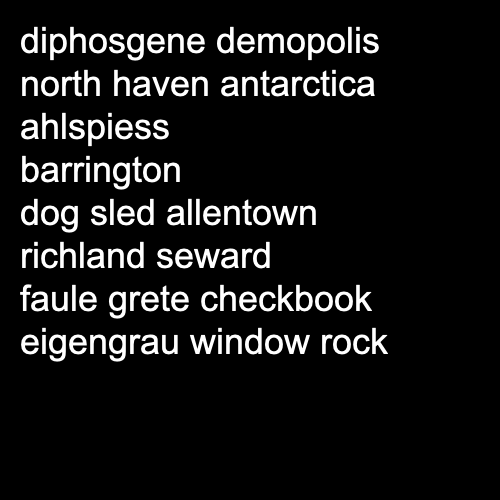 diphosgene demopolis
north haven antarctica
ahlspiess
barrington
dog sled allentown
richland seward
faule grete checkbook
eigengrau window rock